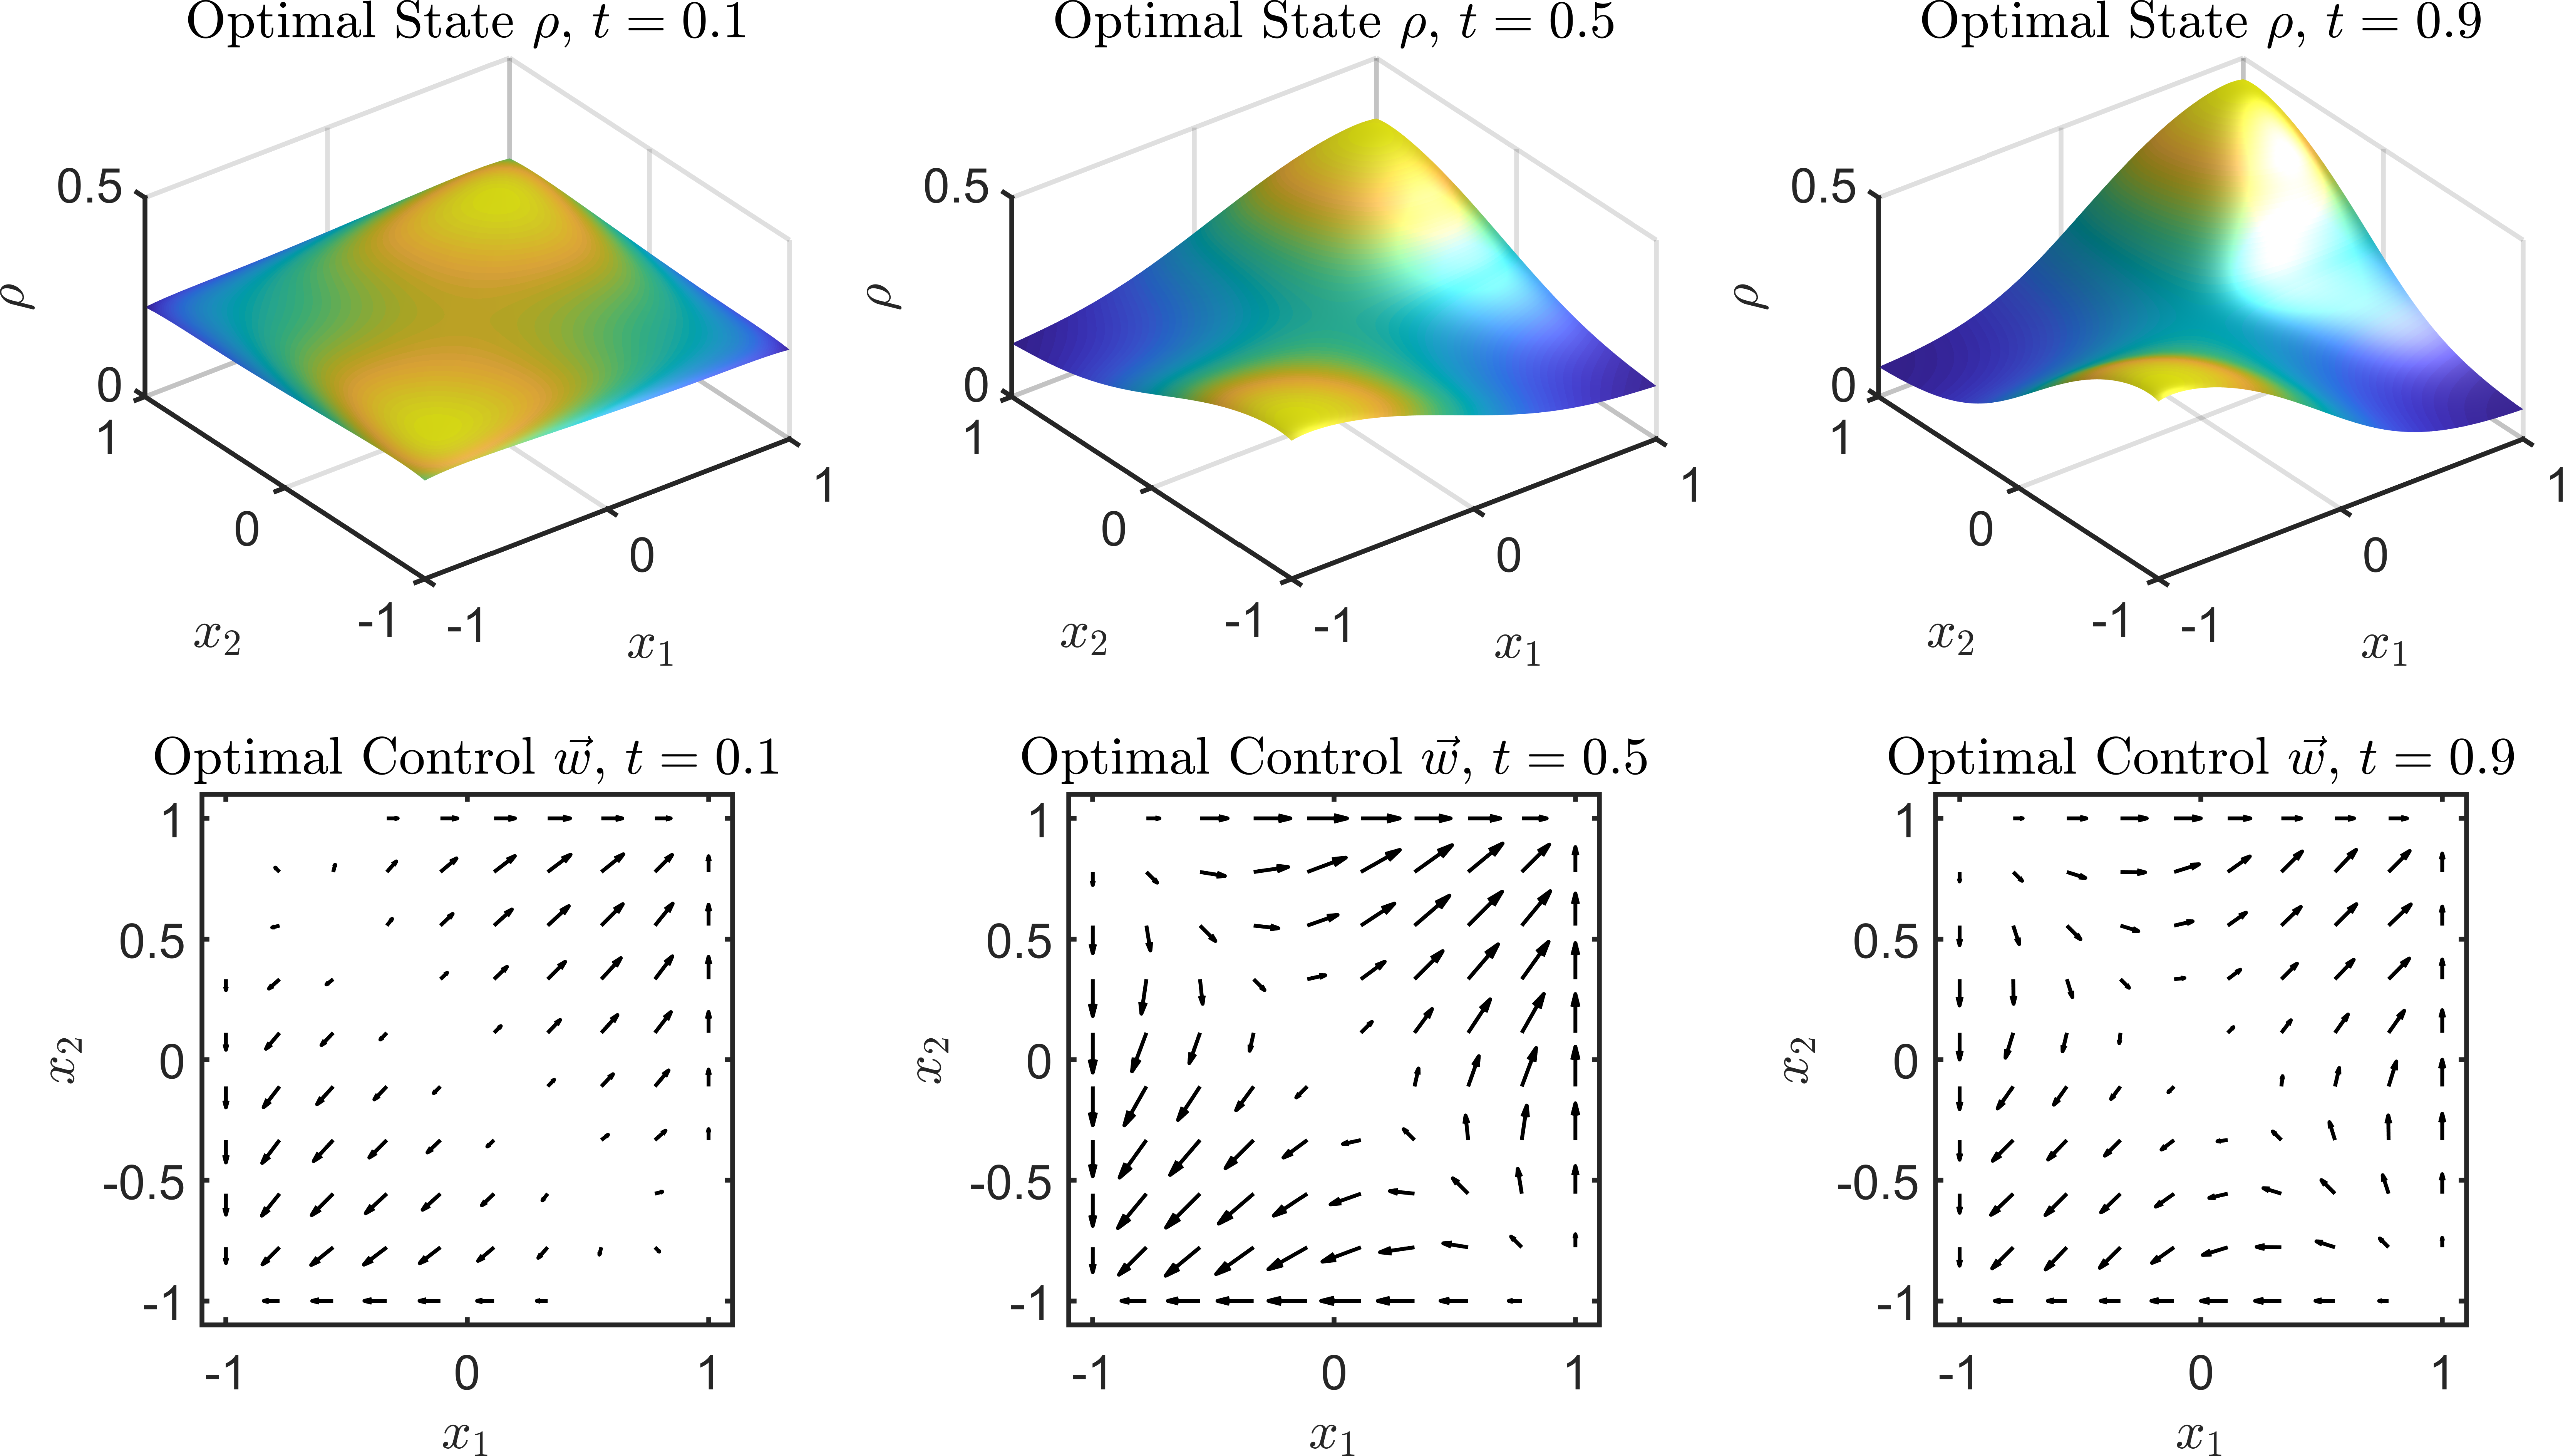 Optimal State ρ, t = 0.1
0.5
0
ρ
1
0
-1
x₂
-1
0
1
x₁
Optimal State ρ, t = 0.5
0.5
0
ρ
1
0
-1
x₂
-1
0
1
x₁
Optimal State ρ, t = 0.9
0.5
0
ρ
1
0
-1
x₂
-1
0
1
x₁
Optimal Control w⃗, t = 0.1
1
0.5
0
-0.5
-1
x₂
-1 0 1
x₁
Optimal Control w⃗, t = 0.5
1
0.5
0
-0.5
-1
x₂
-1 0 1
x₁
Optimal Control w⃗, t = 0.9
1
0.5
0
-0.5
-1
x₂
-1 0 1
x₁